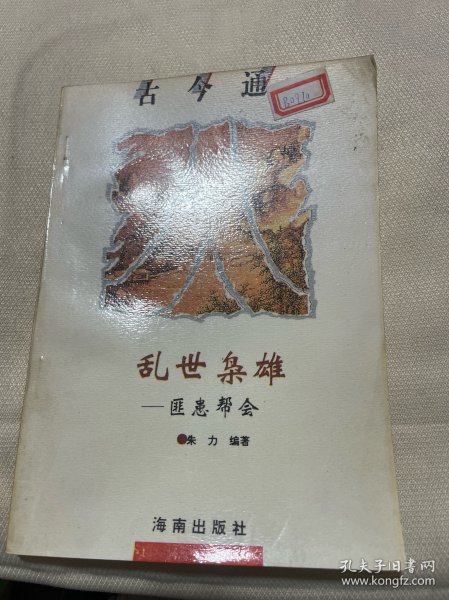 古今通
乱世枭雄
—匪患帮会
朱力 编著
海南出版社
孔夫子旧书网
www.kongfz.com